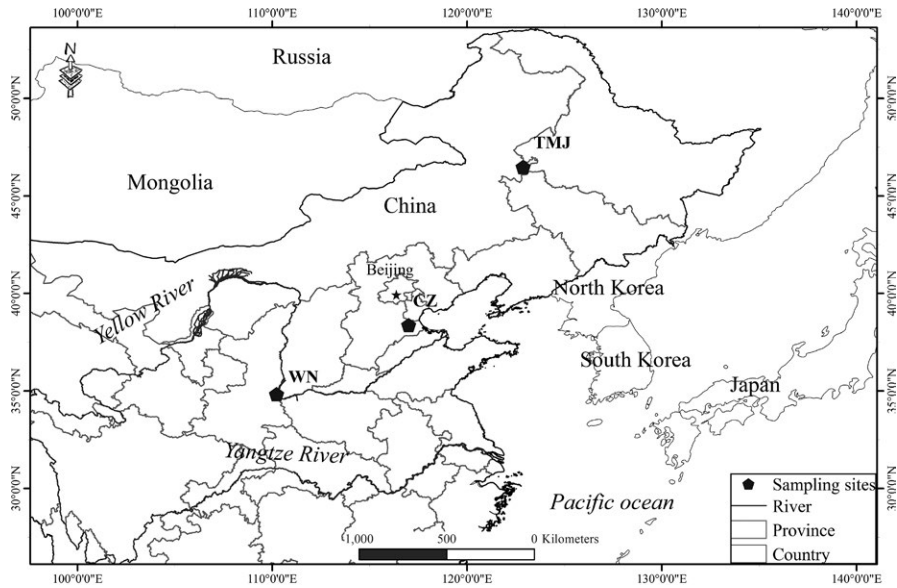 100°0'0"E 110°0'0"E 120°0'0"E 130°0'0"E 140°0'0"E
N
Russia
50°0'0"N 50°0'0"N
TMJ
Mongolia
45°0'0"N 45°0'0"N
China
Beijing
40°0'0"N 40°0'0"N
CZ
North Korea
Yellow River
South Korea
WN
Japan
35°0'0"N 35°0'0"N
Yangtze River
30°0'0"N 30°0'0"N
Pacific ocean
Sampling sites
River
Province
Country
1,000 500 0 Kilometers
100°0'0"E 110°0'0"E 120°0'0"E 130°0'0"E 140°0'0"E